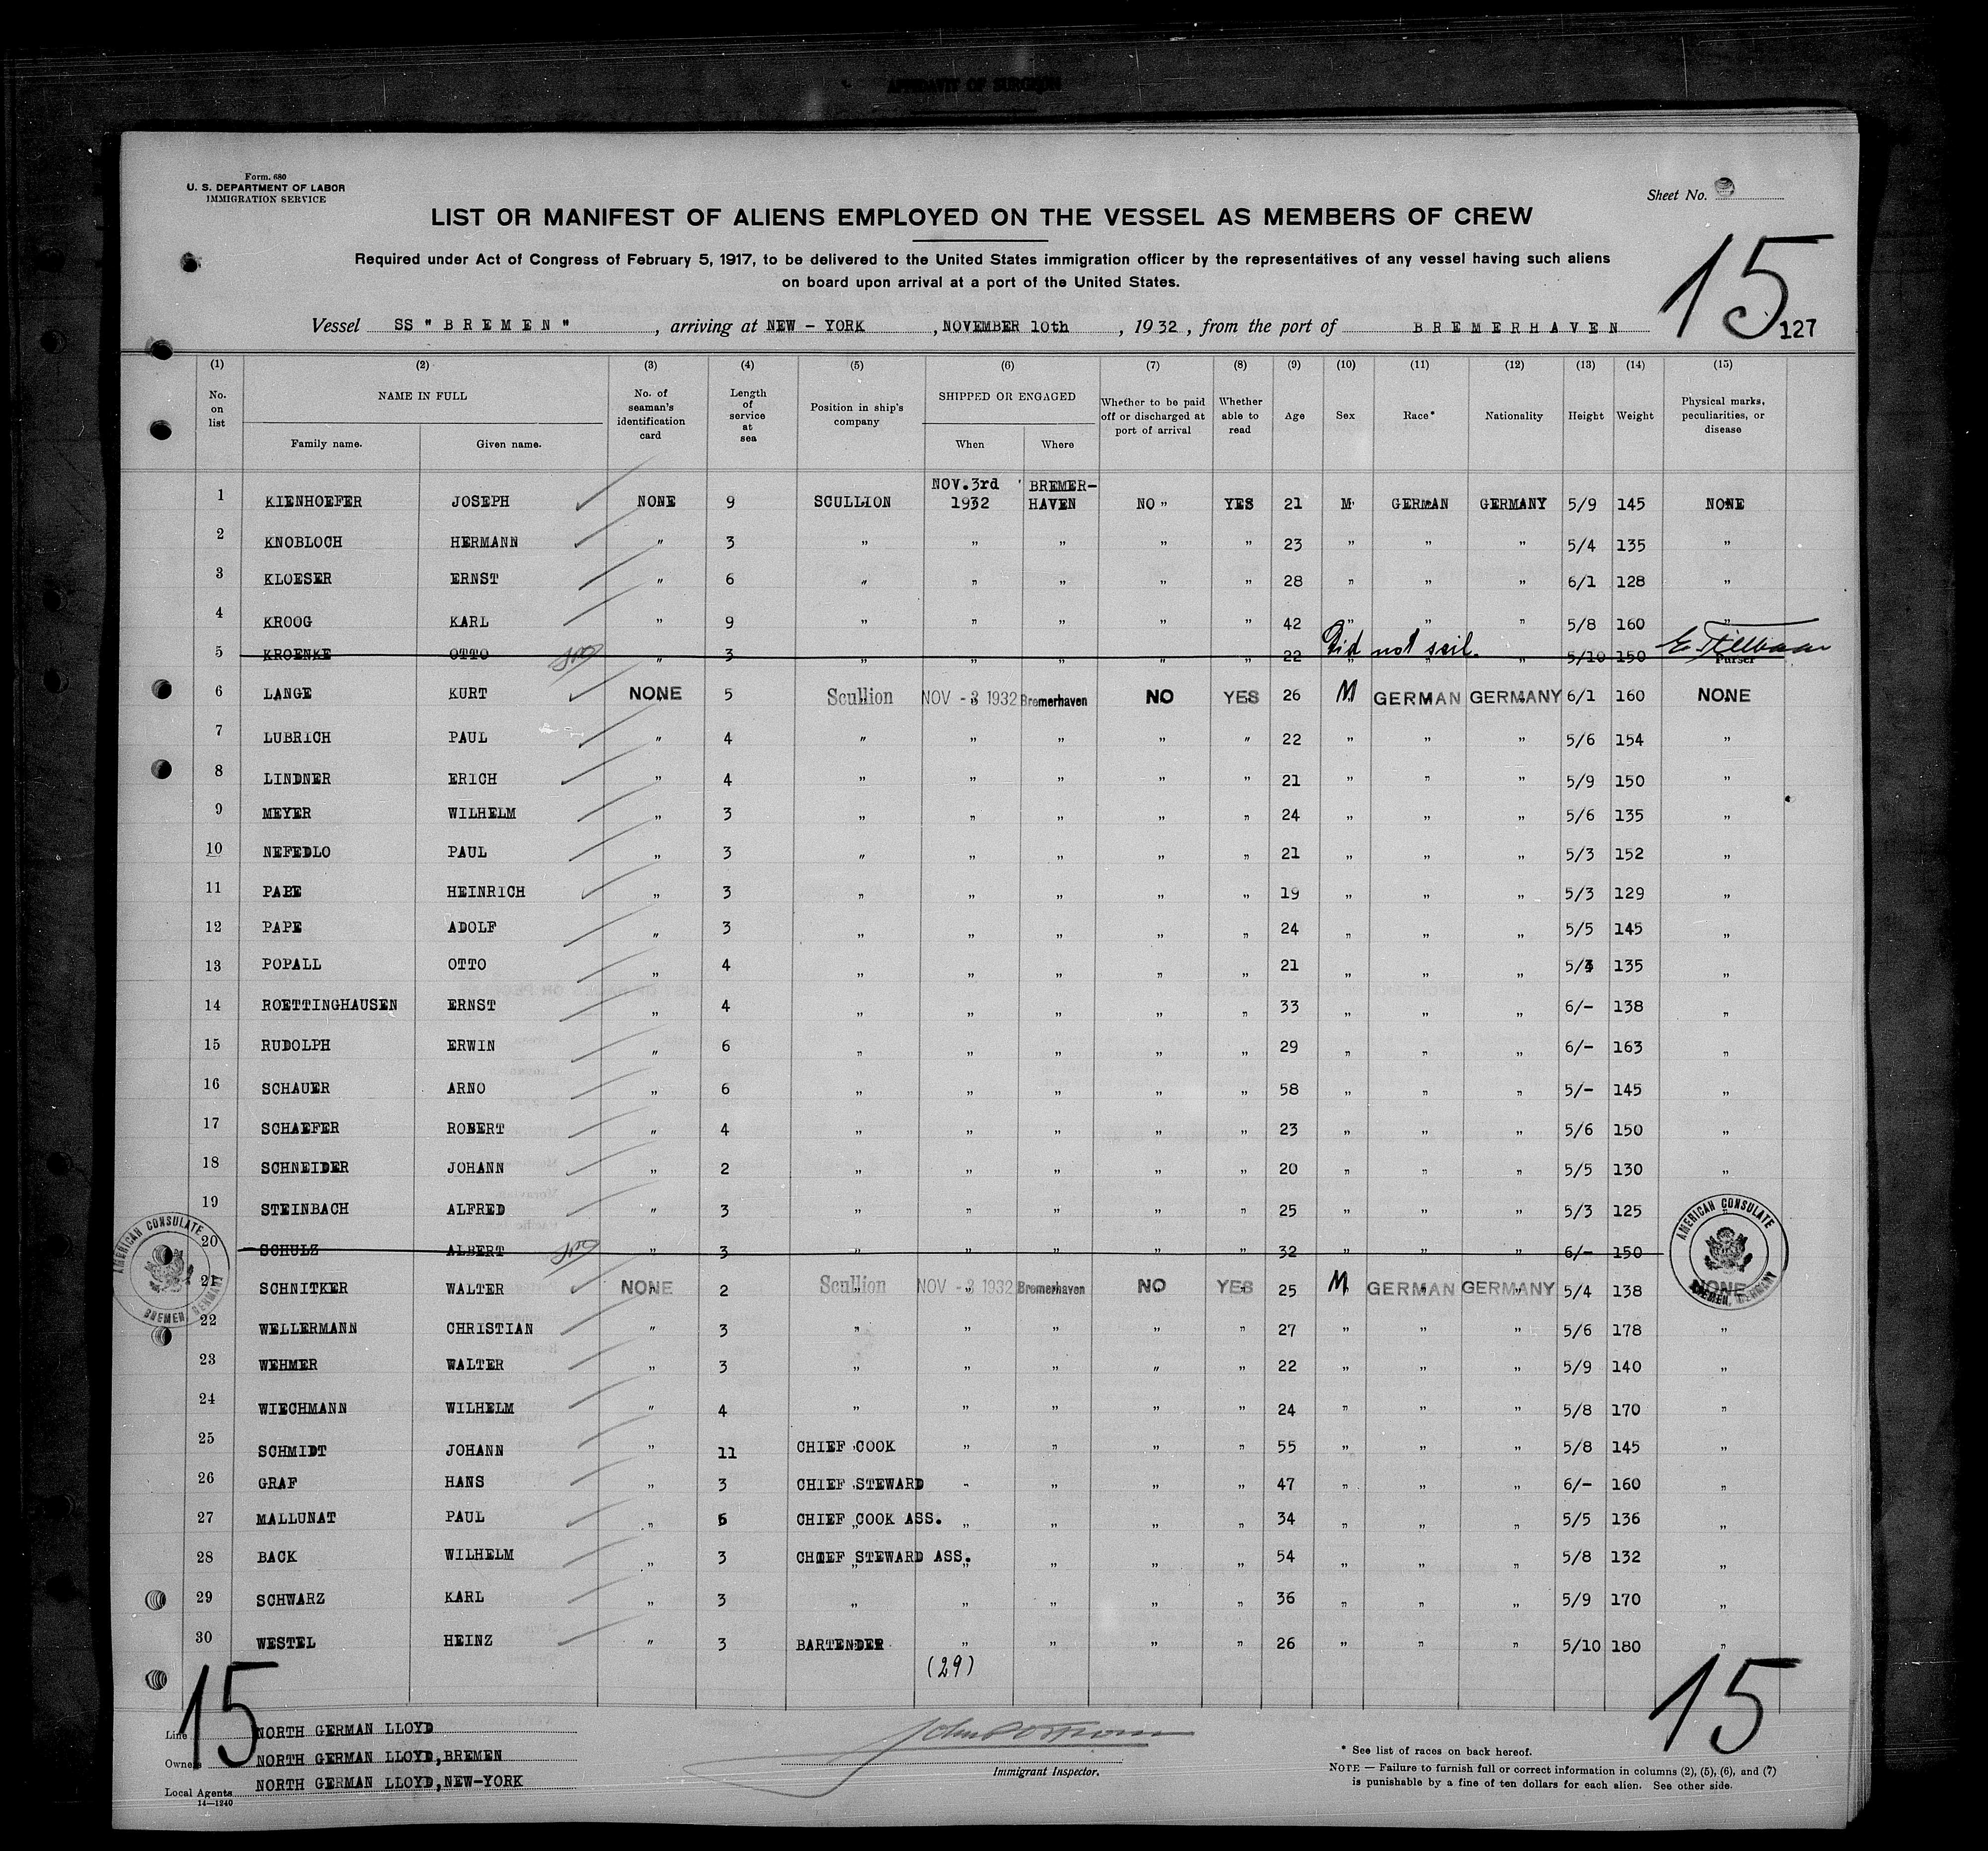 AFFIDAVIT OF SURGEON
Form. 680
U. S. DEPARTMENT OF LABOR
IMMIGRATION SERVICE
Sheet No.
LIST OR MANIFEST OF ALIENS EMPLOYED ON THE VESSEL AS MEMBERS OF CREW
Required under Act of Congress of February 5, 1917, to be delivered to the United States immigration officer by the representatives of any vessel having such aliens
on board upon arrival at a port of the United States.
15
Vessel SS " B R E M E N " , arriving at NEW - YORK , NOVEMBER 10th , 1932 , from the port of B R E M E R H A V E N 127
(1) (2) (3) (4) (5) (6) (7) (8) (9) (10) (11) (12) (13) (14) (15)
No. on list NAME IN FULL Family name. Given name. No. of seaman's identification card Length of service at sea Position in ship's company SHIPPED OR ENGAGED When Where Whether to be paid off or discharged at port of arrival Whether able to read Age Sex Race* Nationality Height Weight Physical marks, peculiarities, or disease
1 KIENHOEFER JOSEPH NONE 9 SCULLION NOV. 3rd 1932 BREMER-HAVEN NO " YES 21 M GERMAN GERMANY 5/9 145 NONE
2 KNOBLOCH HERMANN " 3 " " " " " 23 " " " 5/4 135 "
3 KLOESER ERNST " 6 " " " " " 28 " " " 6/1 128 "
4 KROOG KARL " 9 " " " " " 42 " " " 5/8 160 "
5 KROENKE OTTO " 3 " " " " " 22 " " " 5/10 150 Did not sail. Purser
6 LANGE KURT NONE 5 Scullion NOV - 3 1932 Bremerhaven NO YES 26 M GERMAN GERMANY 6/1 160 NONE
7 LUBRICH PAUL " 4 " " " " " 22 " " " 5/6 154 "
8 LINDNER ERICH " 4 " " " " " 21 " " " 5/9 150 "
9 MEYER WILHELM " 3 " " " " " 24 " " " 5/6 135 "
10 NEFEDLO PAUL " 3 " " " " " 21 " " " 5/3 152 "
11 PAPE HEINRICH " 3 " " " " " 19 " " " 5/3 129 "
12 PAPE ADOLF " 3 " " " " " 24 " " " 5/5 145 "
13 POPALL OTTO " 4 " " " " " 21 " " " 135 "
14 ROETTINGHAUSEN ERNST " 4 " " " " " 33 " " " 6/- 138 "
15 RUDOLPH ERWIN " 6 " " " " " 29 " " " 6/- 163 "
16 SCHAUER ARNO " 6 " " " " " 58 " " " 5/- 145 "
17 SCHAEFER ROBERT " 4 " " " " " 23 " " " 5/6 150 "
18 SCHNEIDER JOHANN " 2 " " " " " 20 " " " 5/5 130 "
19 STEINBACH ALFRED " 3 " " " " " 25 " " " 5/3 125 "
20 SCHULZ ALBERT " 3 " " " " " 32 " " " 6/- 150
21 SCHNITKER WALTER NONE 2 Scullion NOV - 3 1932 Bremerhaven NO YES 25 M GERMAN GERMANY 5/4 138 NONE
22 WELLERMANN CHRISTIAN " 3 " " " " " 27 " " " 5/6 178 "
23 WEHMER WALTER " 3 " " " " " 22 " " " 5/9 140 "
24 WIECHMANN WILHELM " 4 " " " " " 24 " " " 5/8 170 "
25 SCHMIDT JOHANN " 11 CHIEF COOK " " " " 55 " " " 5/8 145 "
26 GRAF HANS " 3 CHIEF STEWARD " " " " 47 " " " 6/- 160 "
27 MALLUNAT PAUL " CHIEF COOK ASS. " " " " 34 " " " 5/5 136 "
28 BACK WILHELM " 3 CHIEF STEWARD ASS. " " " " 54 " " " 5/8 132 "
29 SCHWARZ KARL " 3 " " " " " 36 " " " 5/9 170 "
30 WESTEL HEINZ " 3 BARTENDER " " " " 26 " " " 5/10 180 "
(29)
AMERICAN CONSULATE BREMEN, GERMANY
AMERICAN CONSULATE BREMEN, GERMANY
15
15
Line NORTH GERMAN LLOYD
Owners NORTH GERMAN LLOYD, BREMEN
Local Agents NORTH GERMAN LLOYD, NEW-YORK
14—1240
Immigrant Inspector.
* See list of races on back hereof.
NOTE — Failure to furnish full or correct information in columns (2), (5), (6), and (7)
is punishable by a fine of ten dollars for each alien. See other side.